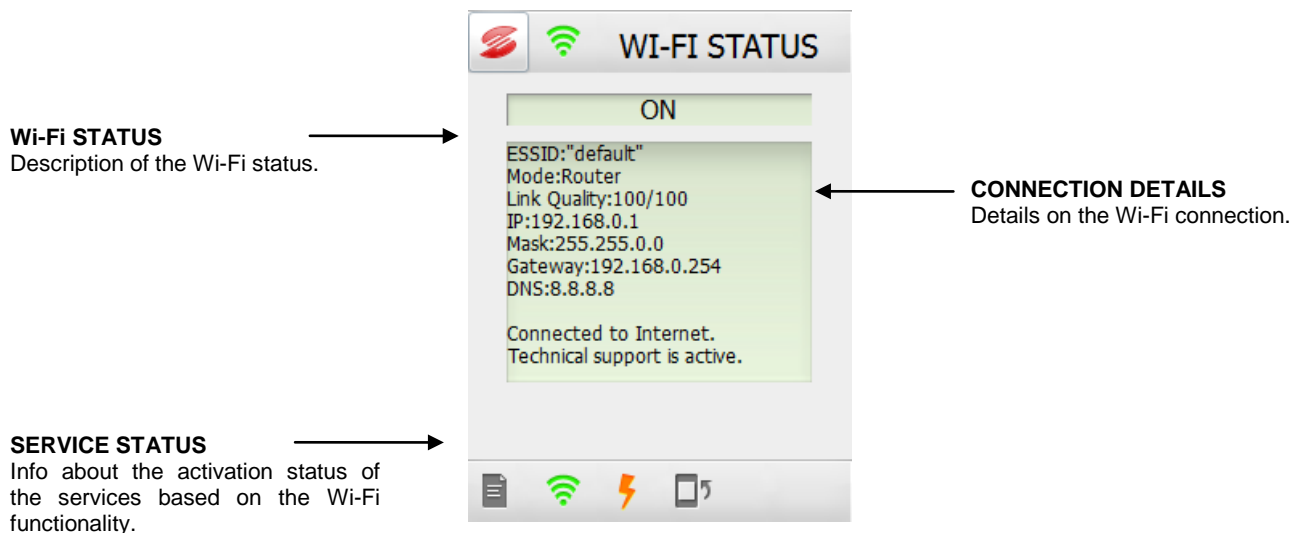 WI-FI STATUS
ON
Wi-Fi STATUS
Description of the Wi-Fi status.
ESSID:"default"
Mode:Router
Link Quality:100/100
IP:192.168.0.1
Mask:255.255.0.0
Gateway:192.168.0.254
DNS:8.8.8.8
Connected to Internet.
Technical support is active.
CONNECTION DETAILS
Details on the Wi-Fi connection.
SERVICE STATUS
Info about the activation status of
the services based on the Wi-Fi
functionality.